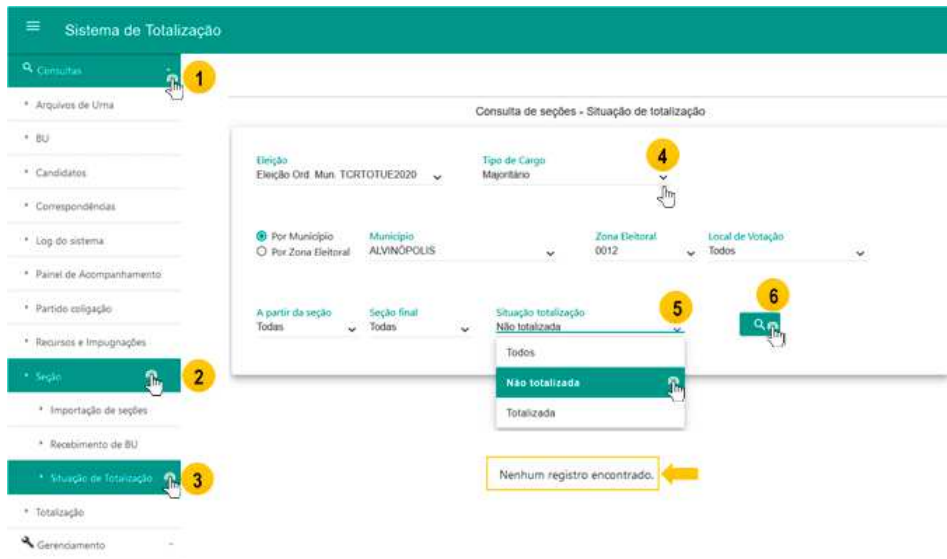 Sistema de Totalização
Consultas
1
Arquivos de Urna
BU
Candidatos
Correspondências
Log do sistema
Painel de Acompanhamento
Partido coligação
Recursos e Impugnações
Seção
2
Importação de seções
Recebimento de BU
Situação de Totalização
3
Totalização
Gerenciamento
Consulta de seções - Situação de totalização
Eleição
Tipo de Cargo
4
Eleição Ord. Mun. TCRTOTUE2020
Majoritário
Por Município
Município
Zona Eleitoral
Local de Votação
Por Zona Eleitoral
ALVINÓPOLIS
0012
Todos
A partir da seção
Seção final
Situação totalização
5
6
Todas
Todas
Não totalizada
Todos
Não totalizada
Totalizada
Nenhum registro encontrado.